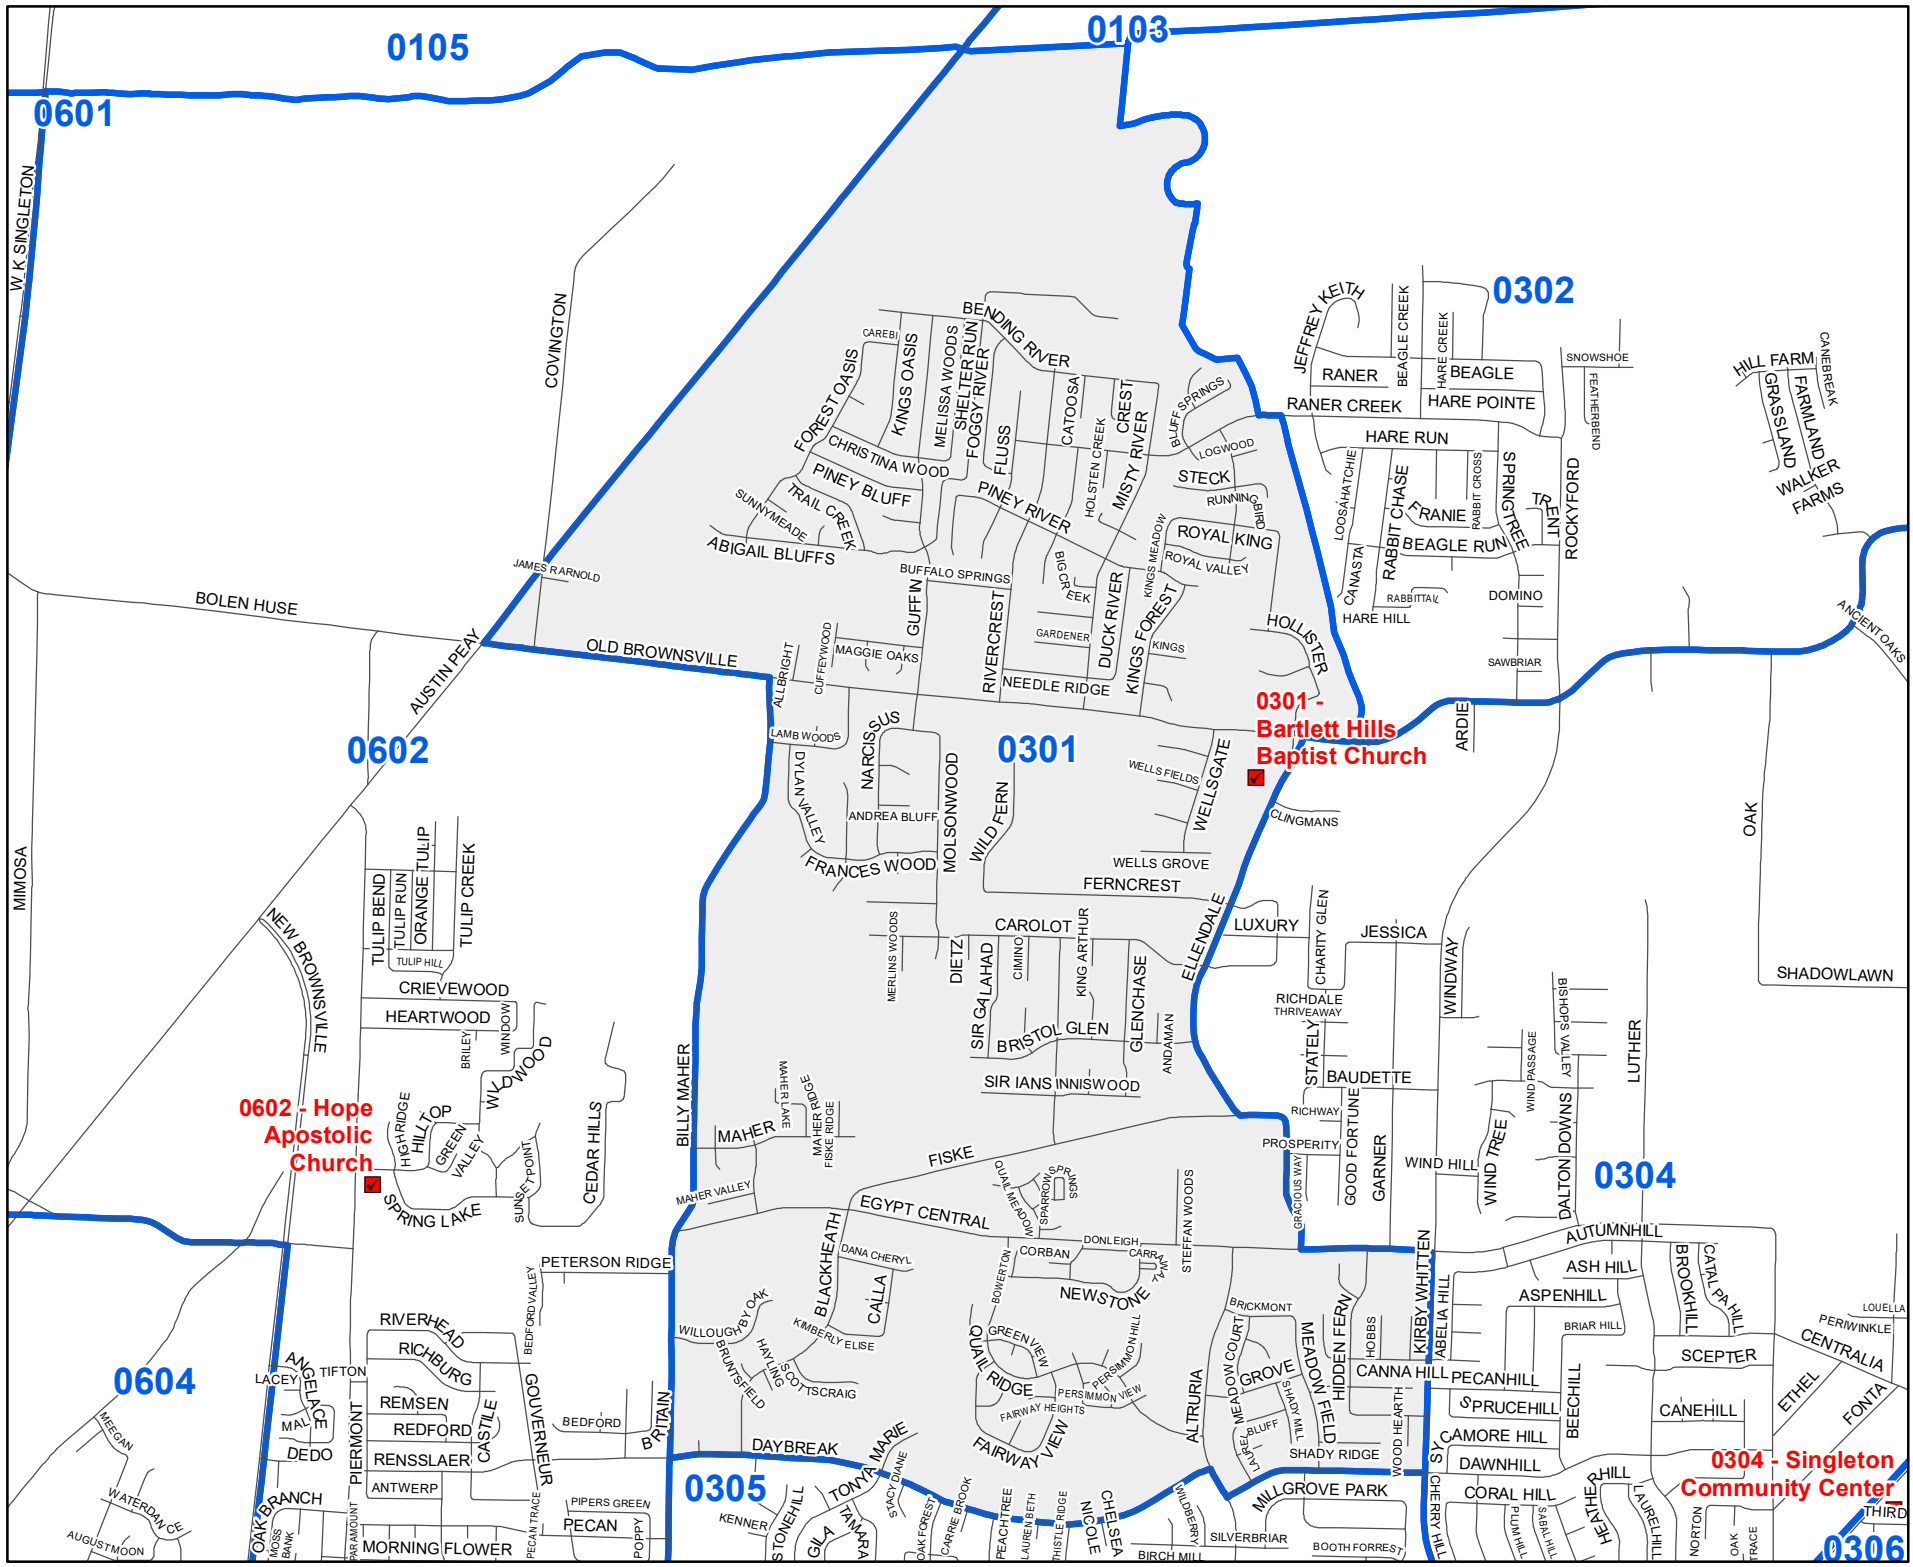 0105
0103
0601
W K SINGLETON
COVINGTON
0302
JEFFREY KEITH
BEAGLE CREEK
HARE CREEK
RANER
BEAGLE
SNOWSHOE
FEATHERBEND
HILL FARM
CANEBREAK
GRASSLAND
FARMLAND
WALKER
FARMS
RANER CREEK
HARE POINTE
HARE RUN
BENDING RIVER
CAREBI
FOREST OASIS
KINGS OASIS
MELISSA WOODS
SHELTER RUN
FOGGY RIVER
FLUSS
CATOOSA
CREST
HOLSTEN CREEK
MISTY RIVER
BLUFF SPRINGS
LOGWOOD
STECK
RUNNINGBIRD
CHRISTINA WOOD
PINEY BLUFF
TRAIL CREEK
SUNNYMEADE
ABIGAIL BLUFFS
PINEY RIVER
ROYAL KING
ROYAL VALLEY
KINGS MEADOW
LOOSAHATCHIE
RABBIT CHASE
FRANIE
RABBIT CROSS
SPRINGTREE
TRENT
ROCKYFORD
BEAGLE RUN
CANASTA
RABBITTAIL
HARE HILL
DOMINO
SAWBRIAR
ANCIENT OAKS
JAMES R ARNOLD
BOLEN HUSE
BUFFALO SPRINGS
GUFFIN
BIG CREEK
DUCK RIVER
KINGS FOREST
RIVERCREST
GARDENER
KINGS
HOLLISTER
OLD BROWNSVILLE
AUSTIN PEAY
ALLBRIGHT
CUFFEYWOOD
MAGGIE OAKS
NEEDLE RIDGE
0301 -
Bartlett Hills
Baptist Church
ARDIE
0602
0301
LAMB WOODS
NARCISSUS
DYLAN VALLEY
MOLSONWOOD
WILD FERN
ANDREA BLUFF
FRANCES WOOD
WELLS FIELDS
WELLSGATE
CLINGMANS
WELLS GROVE
FERNCREST
OAK
MIMOSA
TULIP BEND
TULIP RUN
ORANGE TULIP
TULIP CREEK
TULIP HILL
NEW BROWNSVILLE
CRIEVEWOOD
HEARTWOOD
BRILEY
WINDOW
WILDWOOD
MERLINS WOODS
DIETZ
CAROLOT
SIR GALAHAD
CIMINO
KING ARTHUR
GLENCHASE
ELLENDALE
LUXURY
CHARITY GLEN
JESSICA
WINDWAY
SHADOWLAWN
BRISTOL GLEN
ANDAMAN
SIR IANS INNISWOOD
RICHDALE
THRIVEAWAY
STATELY
BAUDETTE
BISHOPS VALLEY
WIND PASSAGE
LUTHER
0602 - Hope
Apostolic
Church
HIGH RIDGE
HILLTOP
GREEN VALLEY
SUNSET POINT
CEDAR HILLS
SPRING LAKE
BILLY MAHER
MAHER LAKE
MAHER RIDGE
MAHER
FISKE RIDGE
MAHER VALLEY
FISKE
EGYPT CENTRAL
QUAIL MEADOW
SPARROW SPRINGS
STEFFAN WOODS
RICHWAY
PROSPERITY
GRACIOUS WAY
GOOD FORTUNE
GARNER
WIND HILL
WIND TREE
DALTON DOWNS
0304
AUTUMNHILL
PETERSON RIDGE
BEDFORD VALLEY
BLACKHEATH
DANA CHERYL
CALLA
KIMBERLY ELISE
WILLOUGHBY OAK
BRUNTSFIELD
HAYLING
SCOTTSCRAIG
BOWERTON
CORBAN
DONLEIGH
CARRAWAY
NEWSTONE
GREEN VIEW
QUAIL RIDGE
PERSIMMON HILL
PERSIMMON VIEW
FAIRWAY HEIGHTS
FAIRWAY VIEW
ALTRURIA
BRICKMONT
MEADOW COURT
GROVE
SHADY MILL
MEADOW FIELD
HIDDEN FERN
HOBBS
KIRBY WHITTEN
ABELIA HILL
ASH HILL
ASPENHILL
BRIAR HILL
BROOKHILL
CATALPA HILL
LOUELLA
PERIWINKLE
CENTRALIA
SCEPTER
ETHEL
FONTA
CANNA HILL
PECANHILL
SPRUCEHILL
BEECHILL
CANEHILL
0604
RIVERHEAD
RICHBURG
ANGELACE
LACEY
TIFTON
REMSEN
REDFORD
CASTILE
GOUVERNEUR
MAL
DEDO
PIERMONT
RENSSLAER
ANTWERP
BEDFORD
BRITAIN
MEEGAN
WATERDANCE
AUGUST MOON
OAK BRANCH
MOSS BANK
PARAMOUNT
MORNING FLOWER
PECAN TRACE
PIPERS GREEN
PECAN
POPPY
0305
DAYBREAK
TONYA MARIE
STACY DIANE
KENNER
STONEHILL
GILA
TAMARA
OAK FOREST
CARRIE BROOK
PEACHTREE
LAUREN BETH
THISTLE RIDGE
NICOLE
CHELSEA
WILDBERRY
BIRCH MILL
SILVERBRIAR
LAUREL BLUFF
SHADY RIDGE
WOOD HEARTH
MILLGROVE PARK
BOOTH FORREST
SYCAMORE HILL
DAWNHILL
CORAL HILL
CHERRY HILL
PLUM HILL
SABAL HILL
HEATHERHILL
LAURELHILL
NORTON
OAK TRACE
0304 - Singleton
Community Center
THIRD
0306